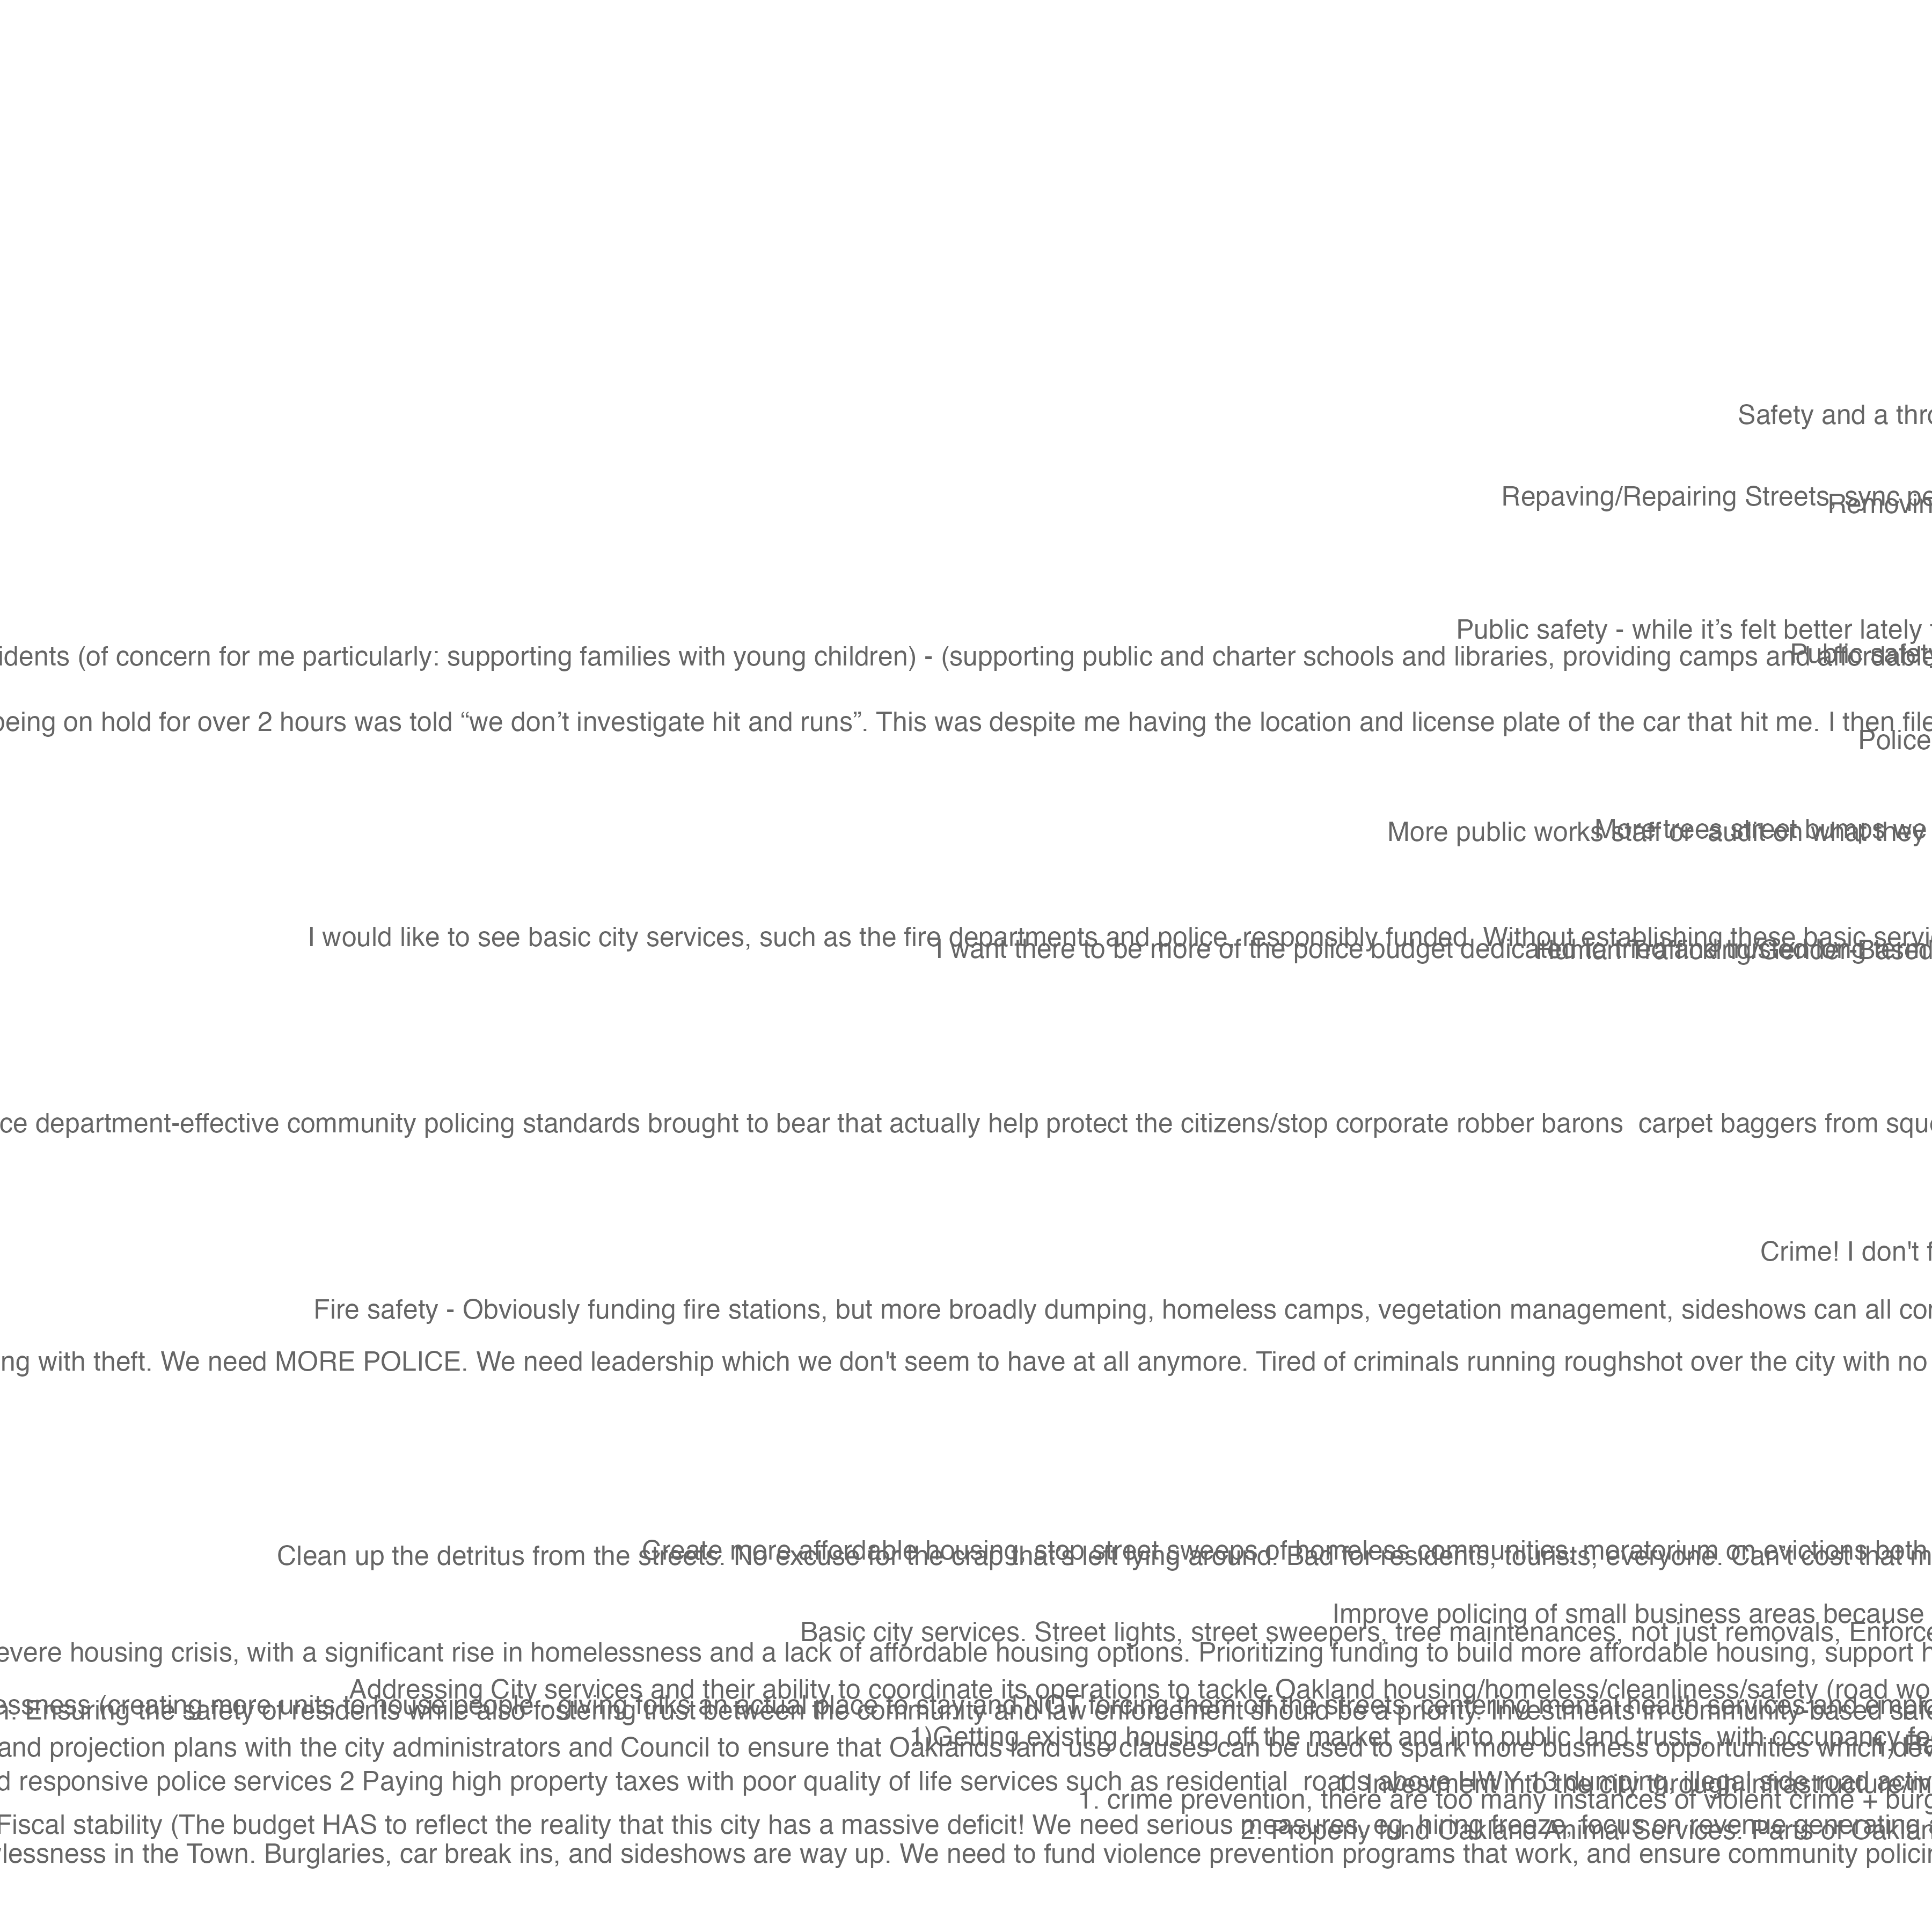 Safety and a thro
Repaving/Repairing Streets, sync pe
Removin
Public safety - while it’s felt better lately
idents (of concern for me particularly: supporting families with young children) - (supporting public and charter schools and libraries, providing camps and affordable
Public safety
being on hold for over 2 hours was told “we don’t investigate hit and runs”. This was despite me having the location and license plate of the car that hit me. I then file
Police
More trees street bumps we
More public works staff or audit on what they
I would like to see basic city services, such as the fire departments and police, responsibly funded. Without establishing these basic servi
I want there to be more of the police budget dedicated to
Human Trafficking/Gender-Based
ce department-effective community policing standards brought to bear that actually help protect the citizens/stop corporate robber barons carpet baggers from sque
Crime! I don't f
Fire safety - Obviously funding fire stations, but more broadly dumping, homeless camps, vegetation management, sideshows can all con
ng with theft. We need MORE POLICE. We need leadership which we don't seem to have at all anymore. Tired of criminals running roughshot over the city with no
Create more affordable housing, stop street sweeps of homeless communities, moratorium on evictions both
Clean up the detritus from the streets. No excuse for the crap that’s left lying around. Bad for residents, tourists, everyone. Can’t cost that m
Improve policing of small business areas because
Basic city services. Street lights, street sweepers, tree maintenances, not just removals, Enforce
evere housing crisis, with a significant rise in homelessness and a lack of affordable housing options. Prioritizing funding to build more affordable housing, support h
Addressing City services and their ability to coordinate its operations to tackle Oakland housing/homeless/cleanliness/safety (road wo
essness (creating more units to house people - giving folks an actual place to stay and NOT forcing them off the streets, centering mental health services and emplo
n. Ensuring the safety of residents while also fostering trust between the community and law enforcement should be a priority. Investments in community-based safe
1)Getting existing housing off the market and into public land trusts, with occupancy
and projection plans with the city administrators and Council to ensure that Oaklands land use clauses can be used to spark more business opportunities which
d responsive police services 2 Paying high property taxes with poor quality of life services such as residential roads above HWY 13 dumping, illegal side road activ
1. Investment into the city through Infrastructure
1. crime prevention, there are too many instances of violent crime + burg
Fiscal stability (The budget HAS to reflect the reality that this city has a massive deficit! We need serious measures, eg, hiring freeze, focus on revenue generating
2. Properly fund Oakland Animal Services. Parts of Oaklan
lessness in the Town. Burglaries, car break ins, and sideshows are way up. We need to fund violence prevention programs that work, and ensure community policin